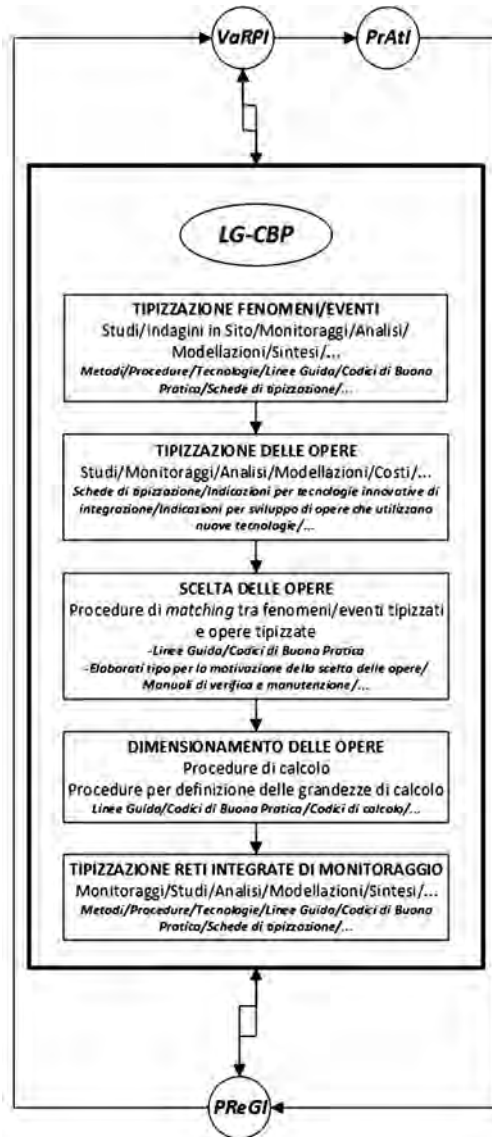 VaRPI
PrAtI
LG-CBP
TIPIZZAZIONE FENOMENI/EVENTI
Studi/Indagini in Sito/Monitoraggi/Analisi/
Modellazioni/Sintesi/...
Metodi/Procedure/Tecnologie/Linee Guida/Codici di Buona
Pratica/Schede di tipizzazione/...
TIPIZZAZIONE DELLE OPERE
Studi/Monitoraggi/Analisi/Modellazioni/Costi/...
Schede di tipizzazione/Indicazioni per tecnologie innovative di
integrazione/Indicazioni per sviluppo di opere che utilizzano
nuove tecnologie/...
SCELTA DELLE OPERE
Procedure di matching tra fenomeni/eventi tipizzati
e opere tipizzate
-Linee Guida/Codici di Buona Pratica
-Elaborati tipo per la motivazione della scelta delle opere/
Manuali di verifica e manutenzione/...
DIMENSIONAMENTO DELLE OPERE
Procedure di calcolo
Procedure per definizione delle grandezze di calcolo
Linee Guida/Codici di Buona Pratica/Codici di calcolo/...
TIPIZZAZIONE RETI INTEGRATE DI MONITORAGGIO
Monitoraggi/Studi/Analisi/Modellazioni/Sintesi/...
Metodi/Procedure/Tecnologie/Linee Guida/Codici di Buona
Pratica/Schede di tipizzazione/...
PReGI